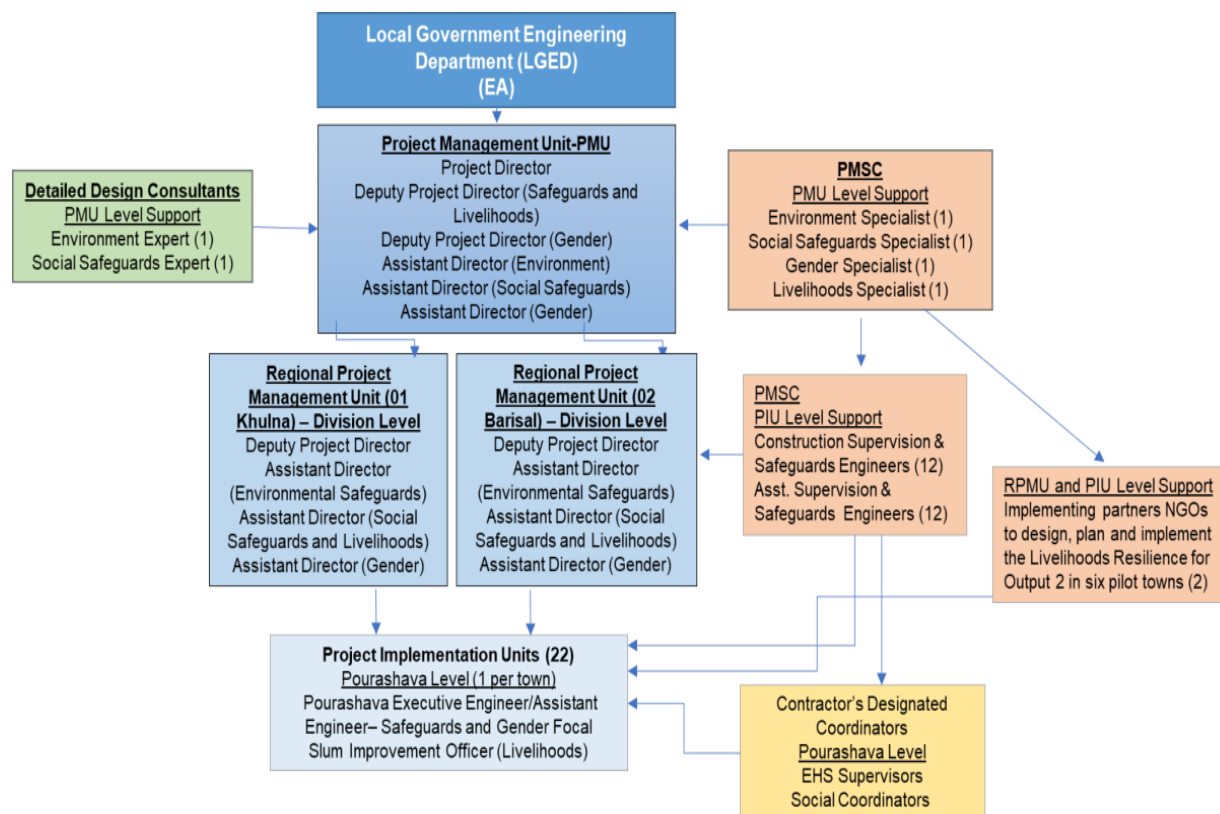 Local Government Engineering
Department (LGED)
(EA)
Project Management Unit-PMU
Project Director
Deputy Project Director (Safeguards and
Livelihoods)
Deputy Project Director (Gender)
Assistant Director (Environment)
Assistant Director (Social Safeguards)
Assistant Director (Gender)
Detailed Design Consultants
PMU Level Support
Environment Expert (1)
Social Safeguards Expert (1)
PMSC
PMU Level Support
Environment Specialist (1)
Social Safeguards Specialist (1)
Gender Specialist (1)
Livelihoods Specialist (1)
Regional Project
Management Unit (01
Khulna) – Division Level
Deputy Project Director
Assistant Director
(Environmental Safeguards)
Assistant Director (Social
Safeguards and Livelihoods)
Assistant Director (Gender)
Regional Project
Management Unit (02
Barisal) – Division Level
Deputy Project Director
Assistant Director
(Environmental Safeguards)
Assistant Director (Social
Safeguards and Livelihoods)
Assistant Director (Gender)
PMSC
PIU Level Support
Construction Supervision &
Safeguards Engineers (12)
Asst. Supervision &
Safeguards Engineers (12)
RPMU and PIU Level Support
Implementing partners NGOs
to design, plan and implement
the Livelihoods Resilience for
Output 2 in six pilot towns (2)
Project Implementation Units (22)
Pourashava Level (1 per town)
Pourashava Executive Engineer/Assistant
Engineer– Safeguards and Gender Focal
Slum Improvement Officer (Livelihoods)
Contractor's Designated
Coordinators
Pourashava Level
EHS Supervisors
Social Coordinators